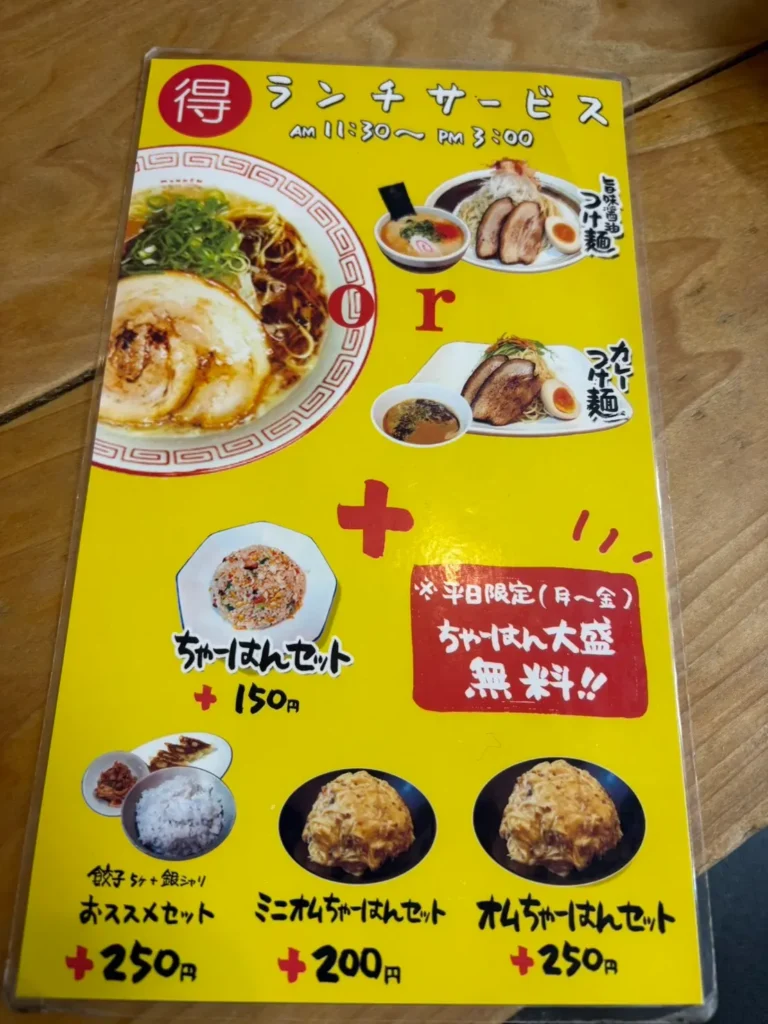 得 ランチサービス
AM 11:30〜 PM 3:00
旨味醤油
つけ麺
or
カレー
つけ麺
+
ちゃーはんセット
+ 150円
※平日限定(月〜金)
ちゃーはん大盛
無料!!
餃子5ケ+銀シャリ
おススメセット
+250円
ミニオムちゃーはんセット
+200円
オムちゃーはんセット
+250円